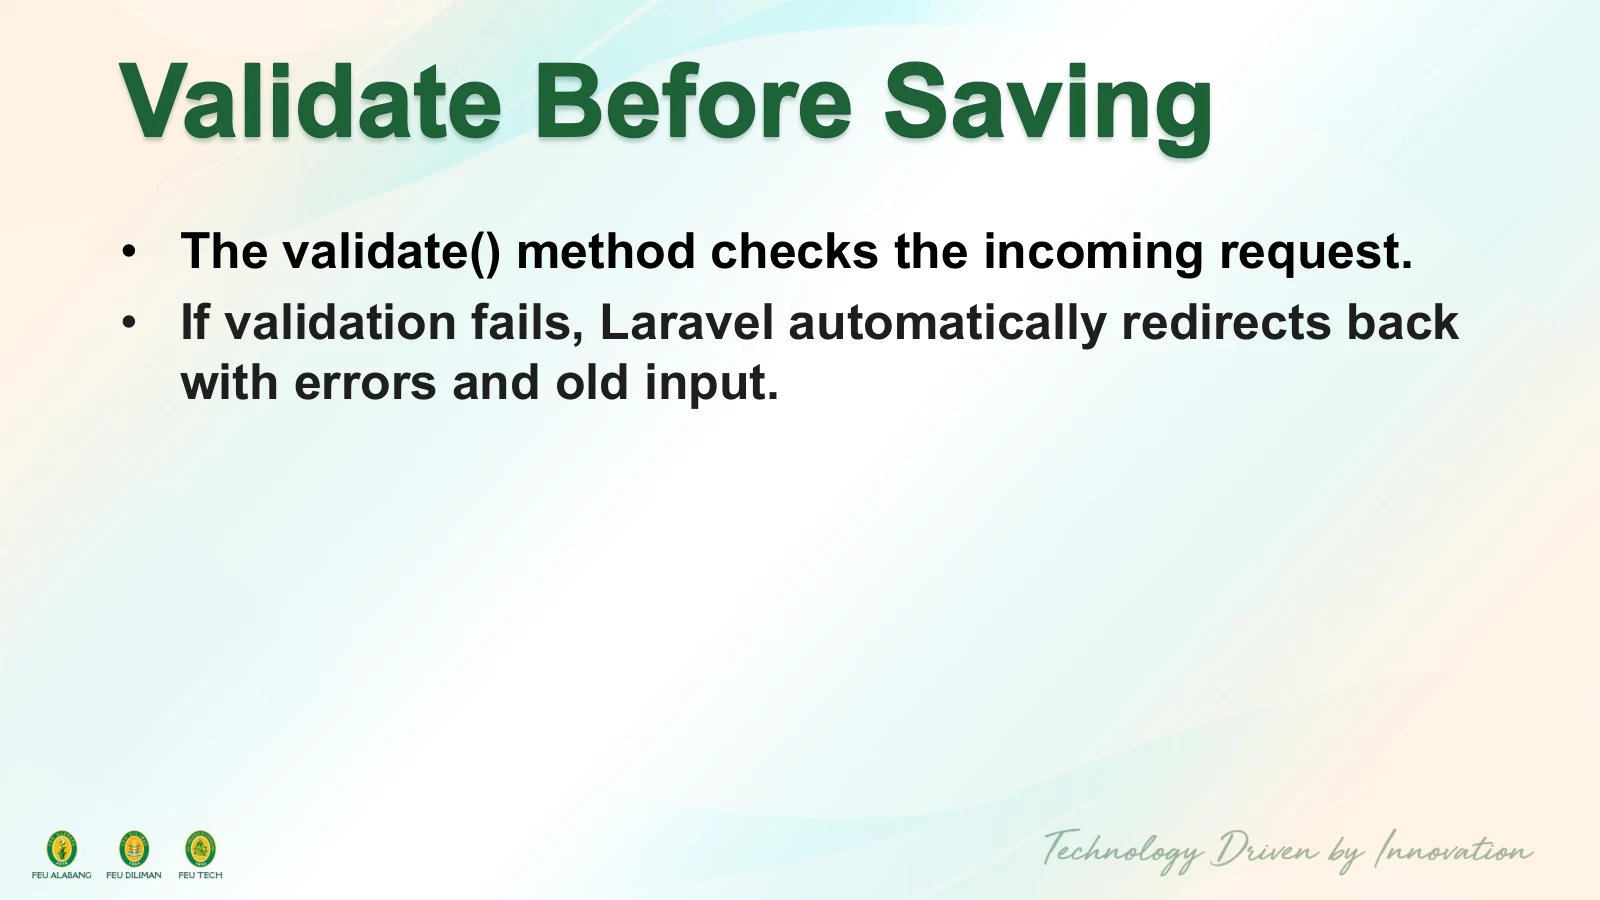 Validate Before Saving
• The validate() method checks the incoming request.
• If validation fails, Laravel automatically redirects back
with errors and old input.
FEU ALABANG FEU DILIMAN FEU TECH
Technology Driven by Innovation